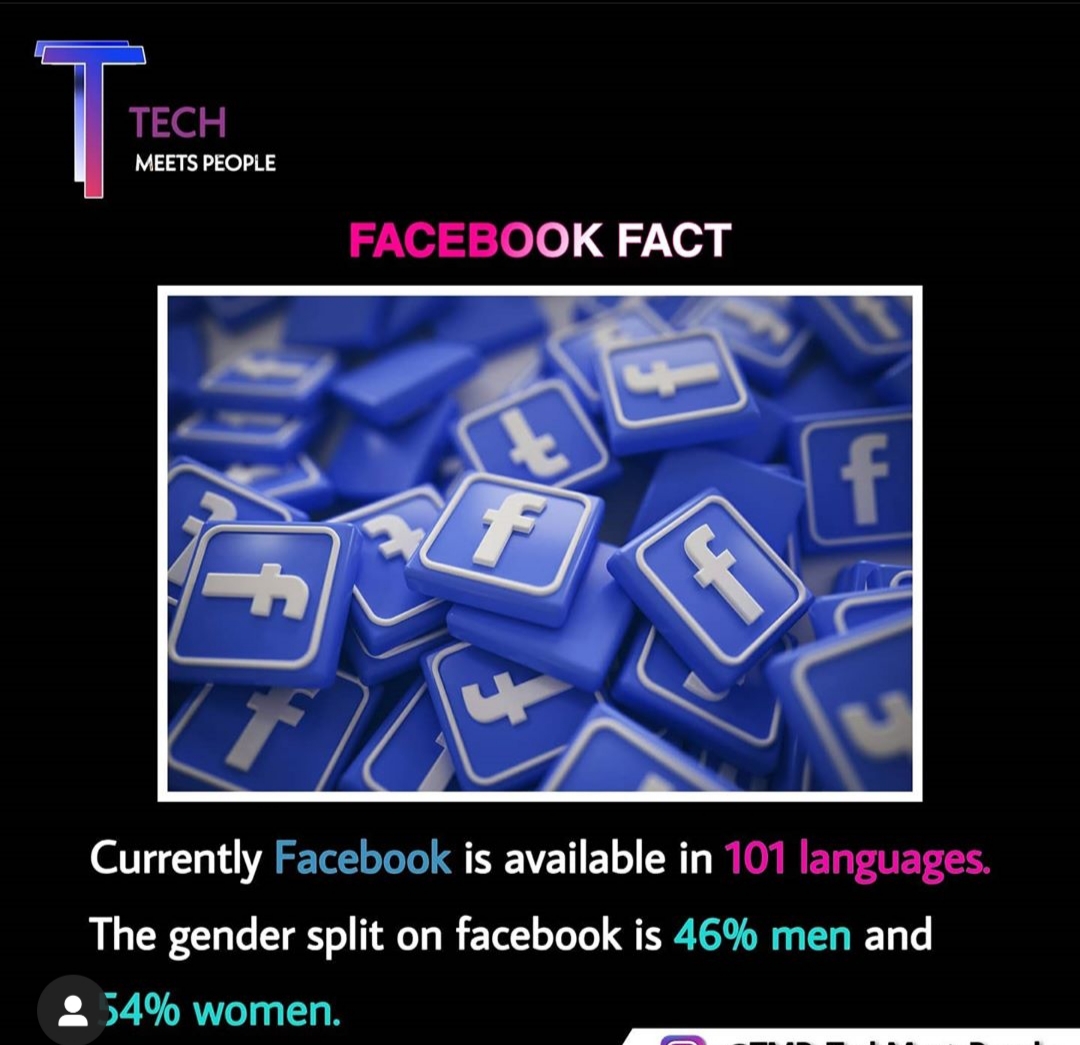 TECH
MEETS PEOPLE
FACEBOOK FACT
Currently Facebook is available in 101 languages.
The gender split on facebook is 46% men and
54% women.